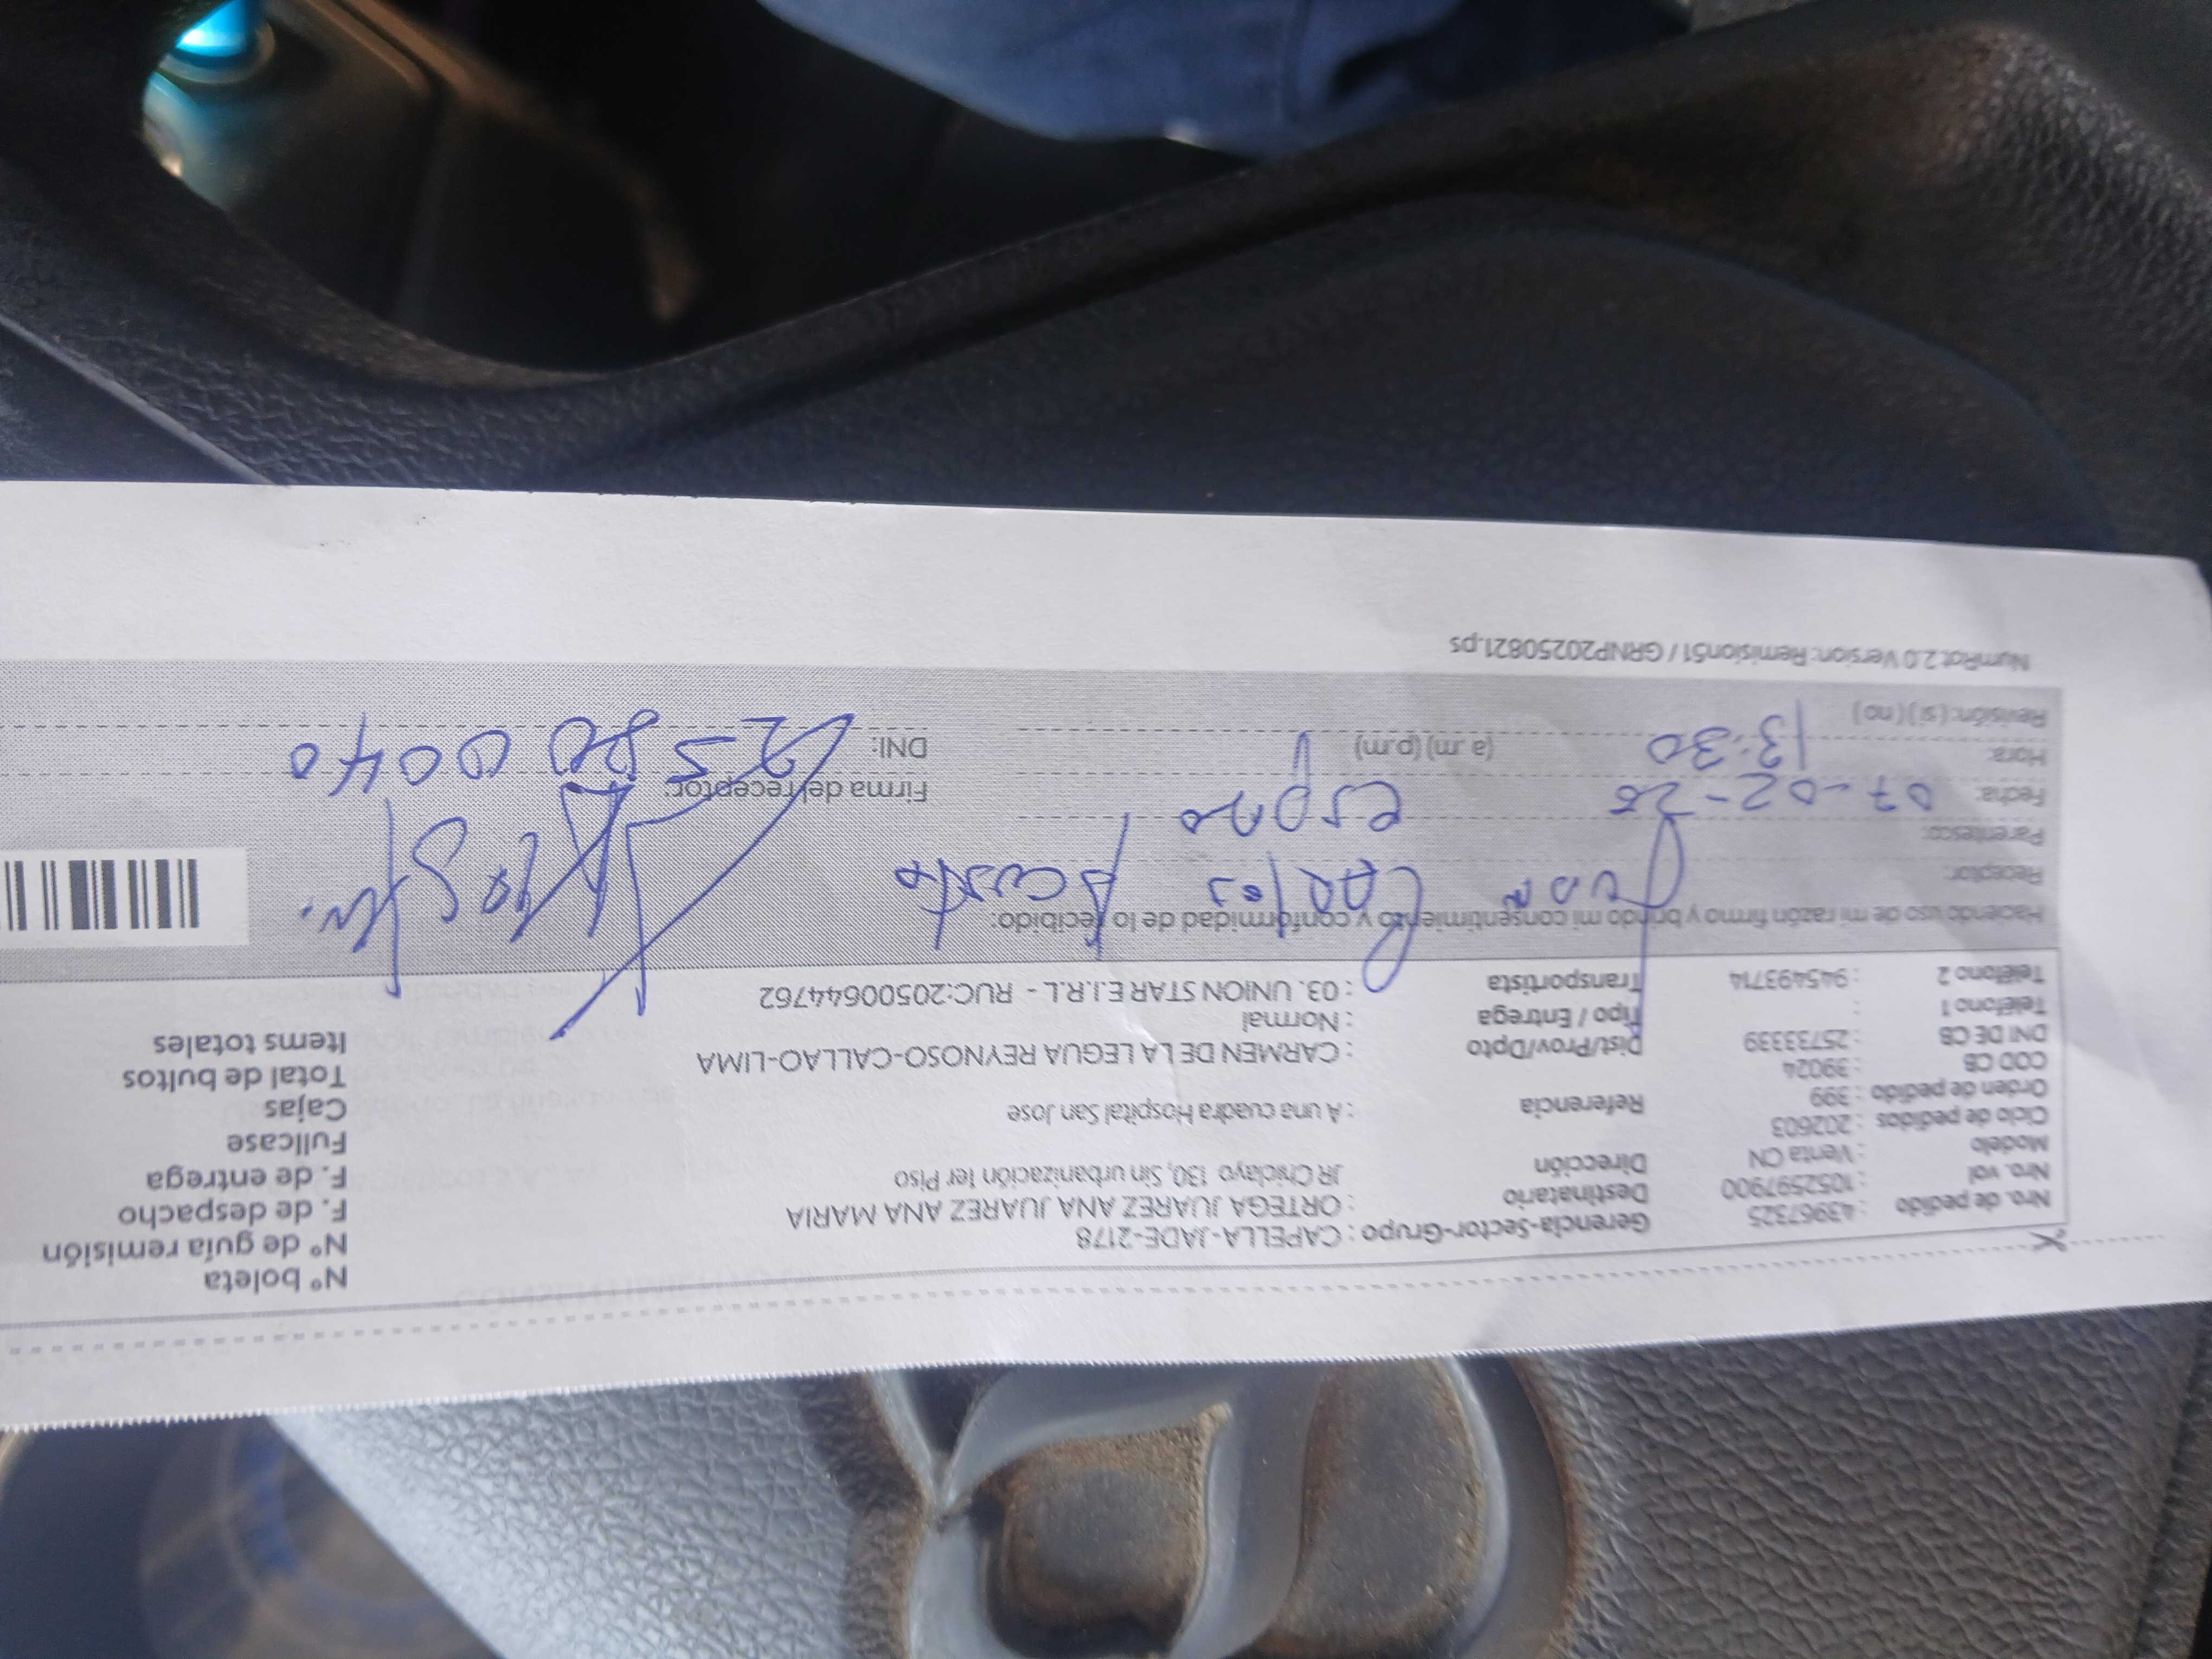 Nro. de pedido : 43967325 Gerencia-Sector-Grupo : CAPELLA-JADE-2178 Nº boleta
Nro. vol : 1052597900 Destinatario : ORTEGA JUAREZ ANA JUAREZ ANA MARIA Nº de guía remisión
Modelo : Venta CN Dirección JR Chiclayo 130, Sin urbanización 1er Piso F. de despacho
Ciclo de pedidos : 202603 F. de entrega
Orden de pedido : 399 Referencia : A una cuadra Hospital San Jose Fullcase
COD CB : 39024 Cajas
DNI DE CB : 25733339 Dist/Prov/Dpto : CARMEN DE LA LEGUA REYNOSO-CALLAO-LIMA Total de bultos
Teléfono 1 : Tipo / Entrega : Normal Items totales
Teléfono 2 : 945493714 Transportista : 03. UNION STAR E.I.R.L - RUC:20500644762
Haciendo uso de mi razón firmo y brindo mi consentimiento y conformidad de lo recibido:
Receptor: Juan Carlos Acosta
Parentesco: esposo
Fecha: 07-02-26 Firma del receptor:
Hora: 13:30 (a.m) (p.m) DNI:
Revisión: (si) (no)
NumRot 2.0 Version: Remision51 / GRNP20250821.ps